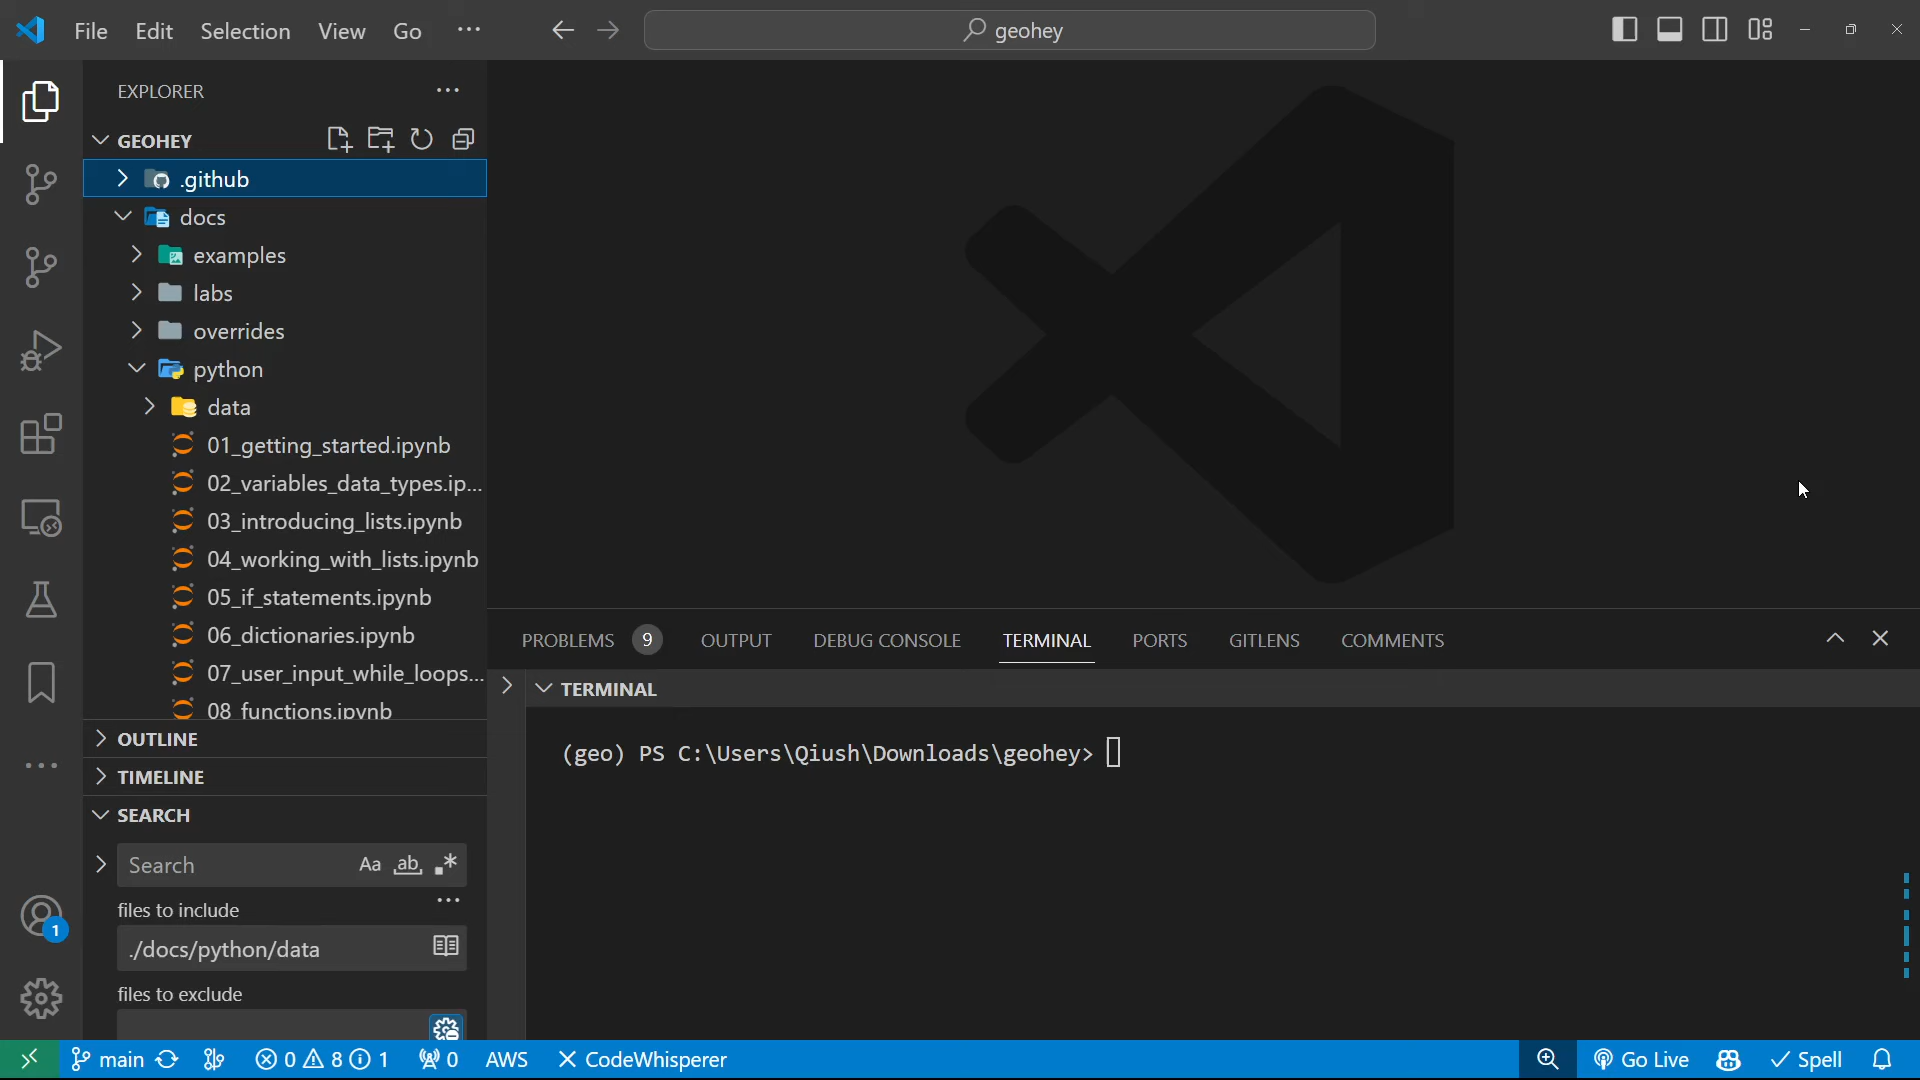 File Edit Selection View Go ··· geohey
EXPLORER ···
GEOHEY
.github
docs
examples
labs
overrides
python
data
01_getting_started.ipynb
02_variables_data_types.ip...
03_introducing_lists.ipynb
04_working_with_lists.ipynb
05_if_statements.ipynb
06_dictionaries.ipynb
07_user_input_while_loops...
08_functions.ipynb
OUTLINE
TIMELINE
SEARCH
Search Aa ab .*
files to include ···
./docs/python/data
files to exclude
1
PROBLEMS 9 OUTPUT DEBUG CONSOLE TERMINAL PORTS GITLENS COMMENTS
TERMINAL
(geo) PS C:\Users\Qiush\Downloads\geohey>
main 0 8 1 0 AWS CodeWhisperer Go Live Spell